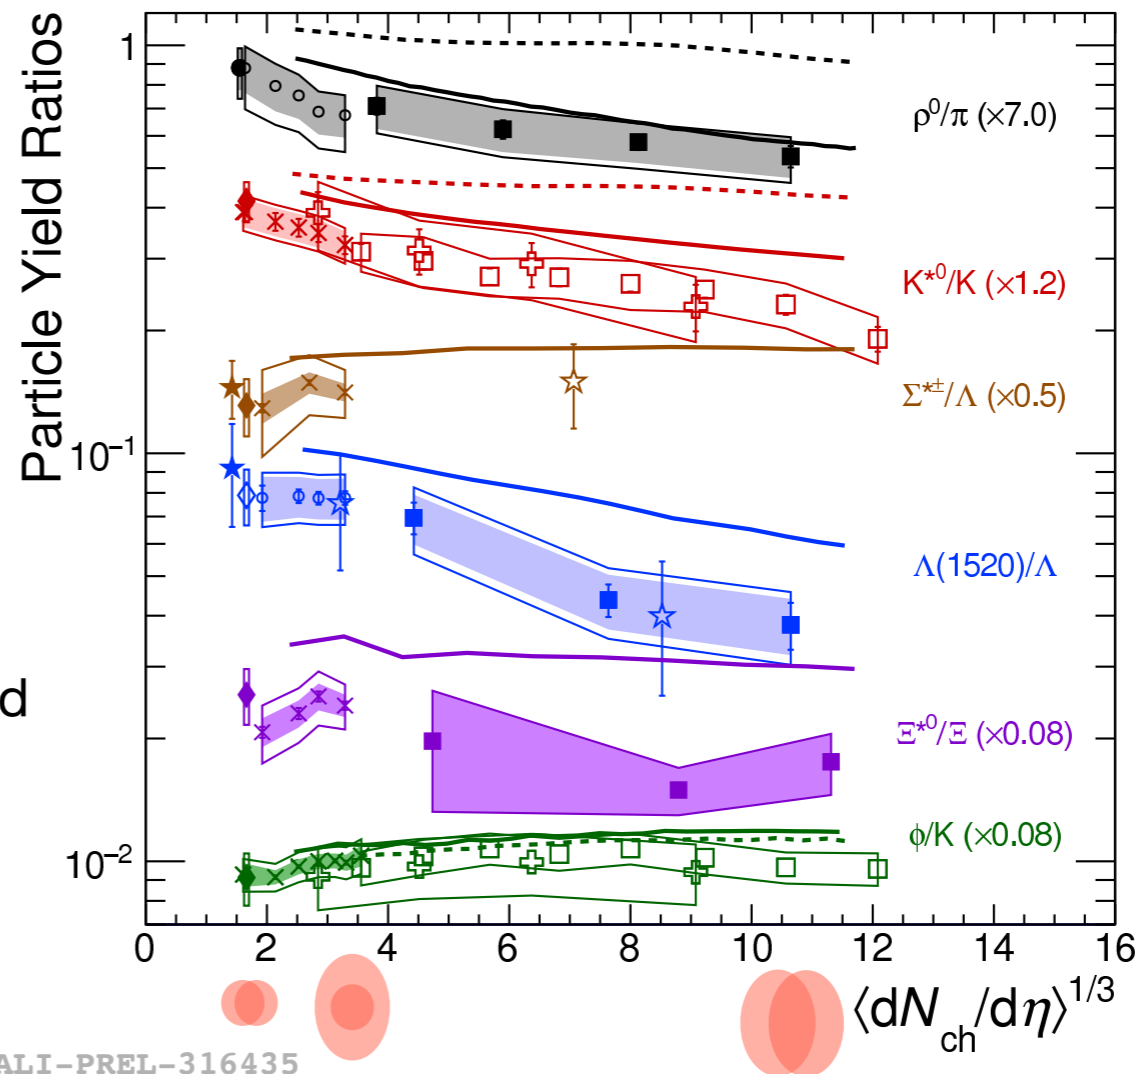 Particle Yield Ratios
1
10⁻¹
10⁻²
ρ⁰/π (×7.0)
K*⁰/K (×1.2)
Σ*±/Λ (×0.5)
Λ(1520)/Λ
d
Ξ*⁰/Ξ (×0.08)
ϕ/K (×0.08)
0 2 4 6 8 10 12 14 16
⟨dN_ch/dη⟩^1/3
ALI-PREL-316435